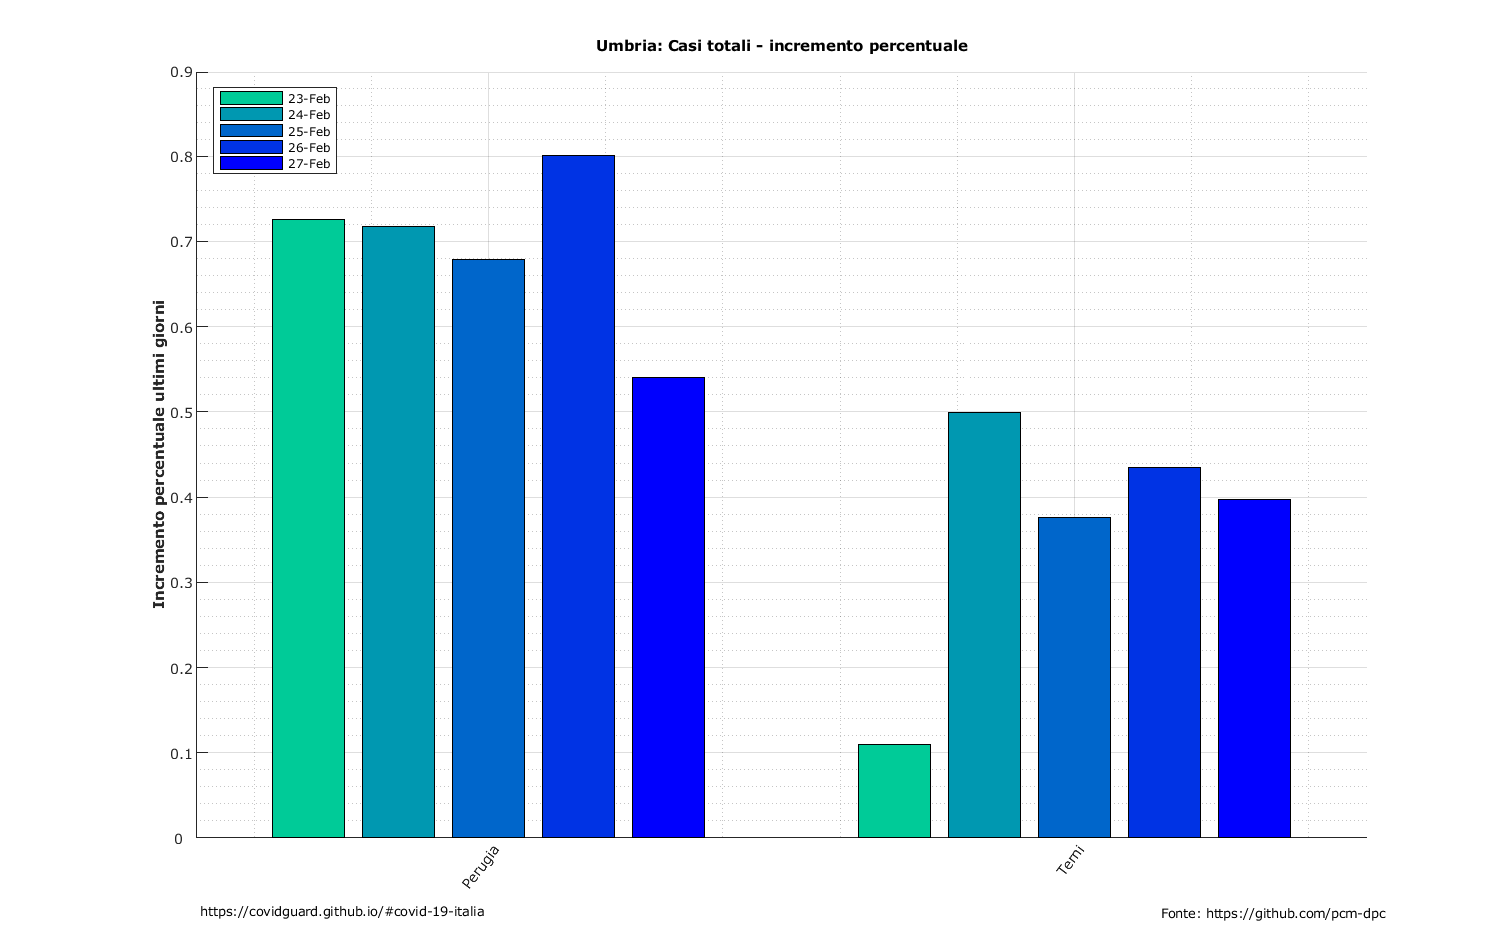 Umbria: Casi totali - incremento percentuale
0.9
0.8
0.7
0.6
0.5
0.4
0.3
0.2
0.1
0
Incremento percentuale ultimi giorni
23-Feb
24-Feb
25-Feb
26-Feb
27-Feb
Perugia
Terni
https://covidguard.github.io/#covid-19-italia
Fonte: https://github.com/pcm-dpc